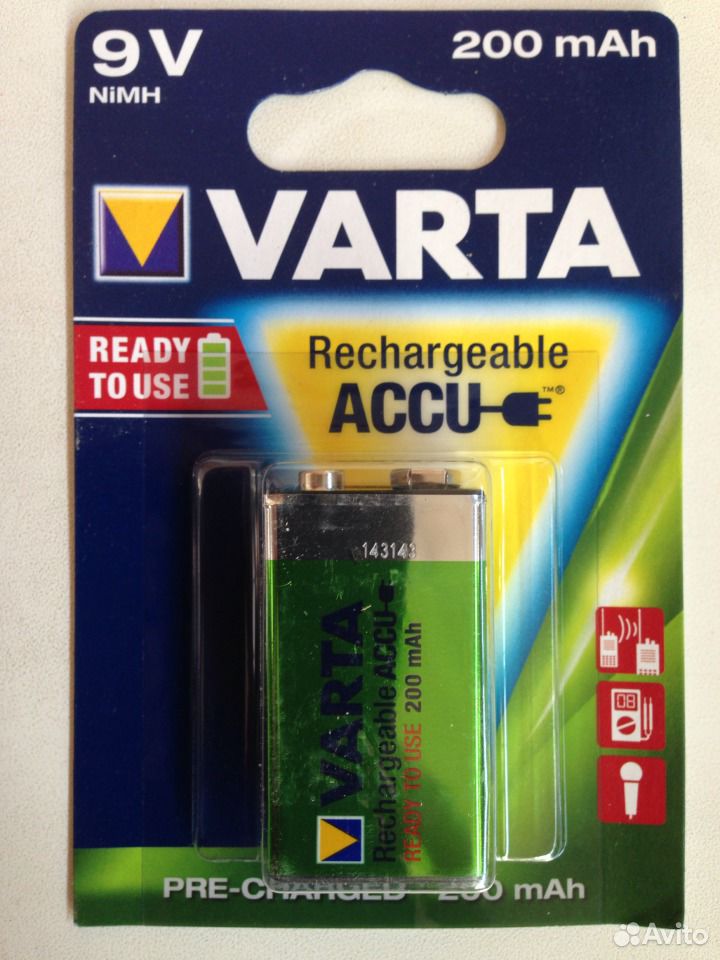 9V
200 mAh
NiMH
VARTA
READY
TO USE
Rechargeable
ACCU ™®
143143
VARTA
Rechargeable ACCU
READY TO USE 200 mAh
PRE-CHARGED 200 mAh
Avito